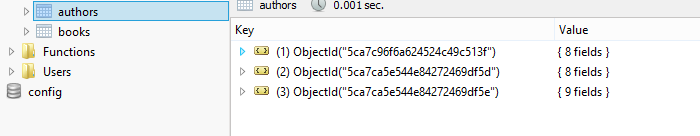 authors
books
Functions
Users
config
authors 0.001 sec.
Key Value
(1) ObjectId("5ca7c96f6a624524c49c513f") { 8 fields }
(2) ObjectId("5ca7ca5e544e84272469df5d") { 8 fields }
(3) ObjectId("5ca7ca5e544e84272469df5e") { 9 fields }